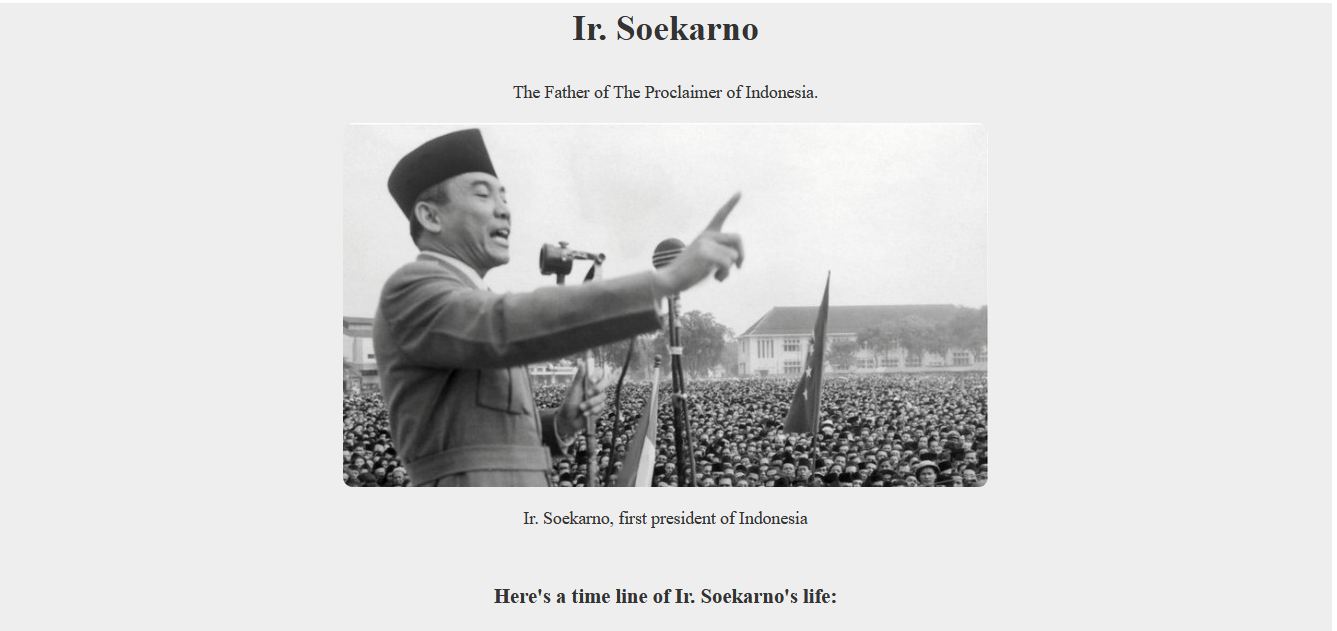 Ir. Soekarno
The Father of The Proclaimer of Indonesia.
Ir. Soekarno, first president of Indonesia
Here's a time line of Ir. Soekarno's life: